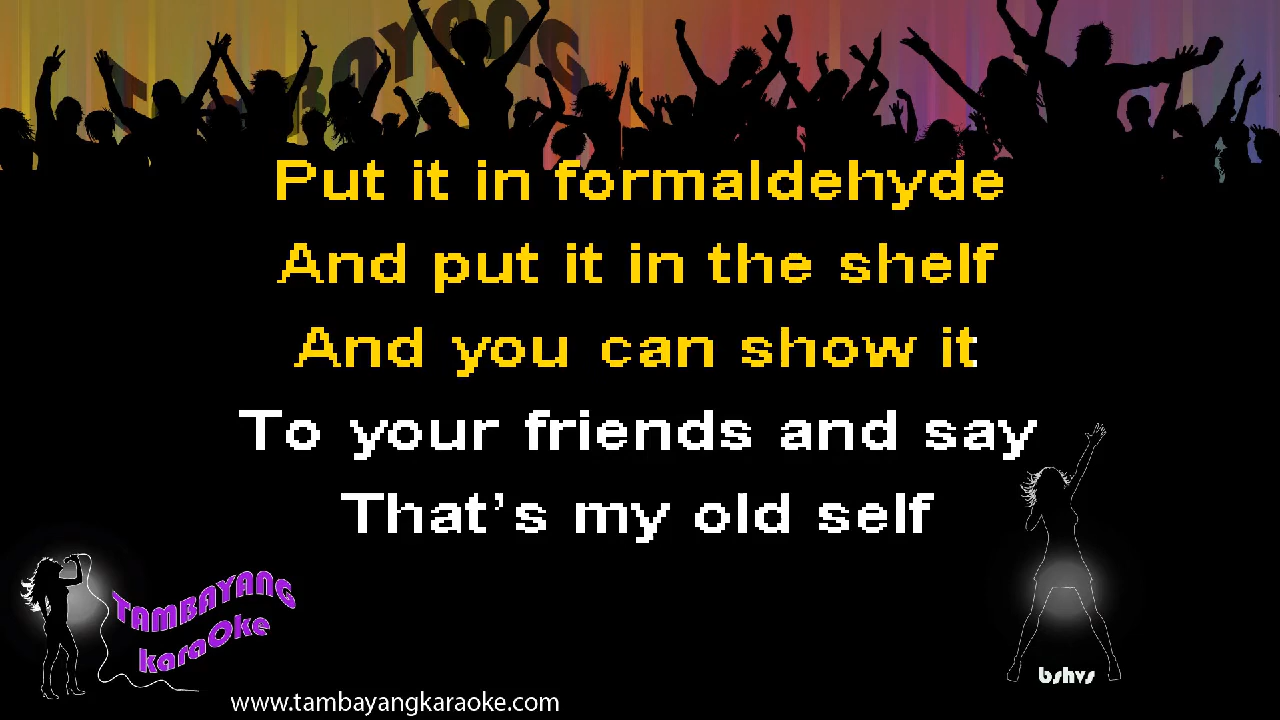 TAMBAYANG
Put it in formaldehyde
And put it in the shelf
And you can show it
To your friends and say
That's my old self
TAMBAYANG
karaOke
bshvs
www.tambayangkaraoke.com